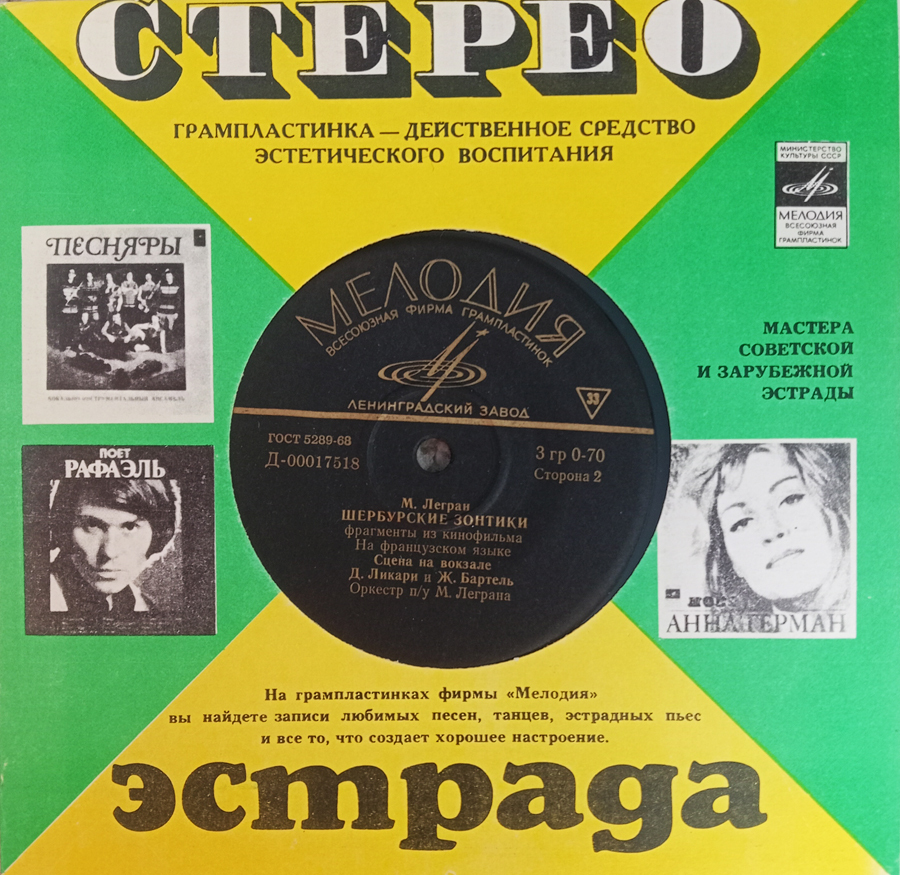 СТЕРЕО
ГРАМПЛАСТИНКА — ДЕЙСТВЕННОЕ СРЕДСТВО
ЭСТЕТИЧЕСКОГО ВОСПИТАНИЯ
МИНИСТЕРСТВО
КУЛЬТУРЫ СССР
МЕЛОДИЯ
ВСЕСОЮЗНАЯ
ФИРМА
ГРАМПЛАСТИНОК
ПЕСНЯРЫ
ВОКАЛЬНО-ИНСТРУМЕНТАЛЬНЫЙ АНСАМБЛЬ
МЕЛОДИЯ
ВСЕСОЮЗНАЯ ФИРМА ГРАМПЛАСТИНОК
ЛЕНИНГРАДСКИЙ ЗАВОД
33
ГОСТ 5289-68
Д-00017518
3 гр 0-70
Сторона 2
М. Легран
ШЕРБУРСКИЕ ЗОНТИКИ
фрагменты из кинофильма
На французском языке
Сцена на вокзале
Д. Ликари и Ж. Бартель
Оркестр п/у М. Леграна
МАСТЕРА
СОВЕТСКОЙ
И ЗАРУБЕЖНОЙ
ЭСТРАДЫ
ПОЕТ
РАФАЭЛЬ
АННА ГЕРМАН
На грампластинках фирмы «Мелодия»
вы найдете записи любимых песен, танцев, эстрадных пьес
и все то, что создает хорошее настроение.
эстрада